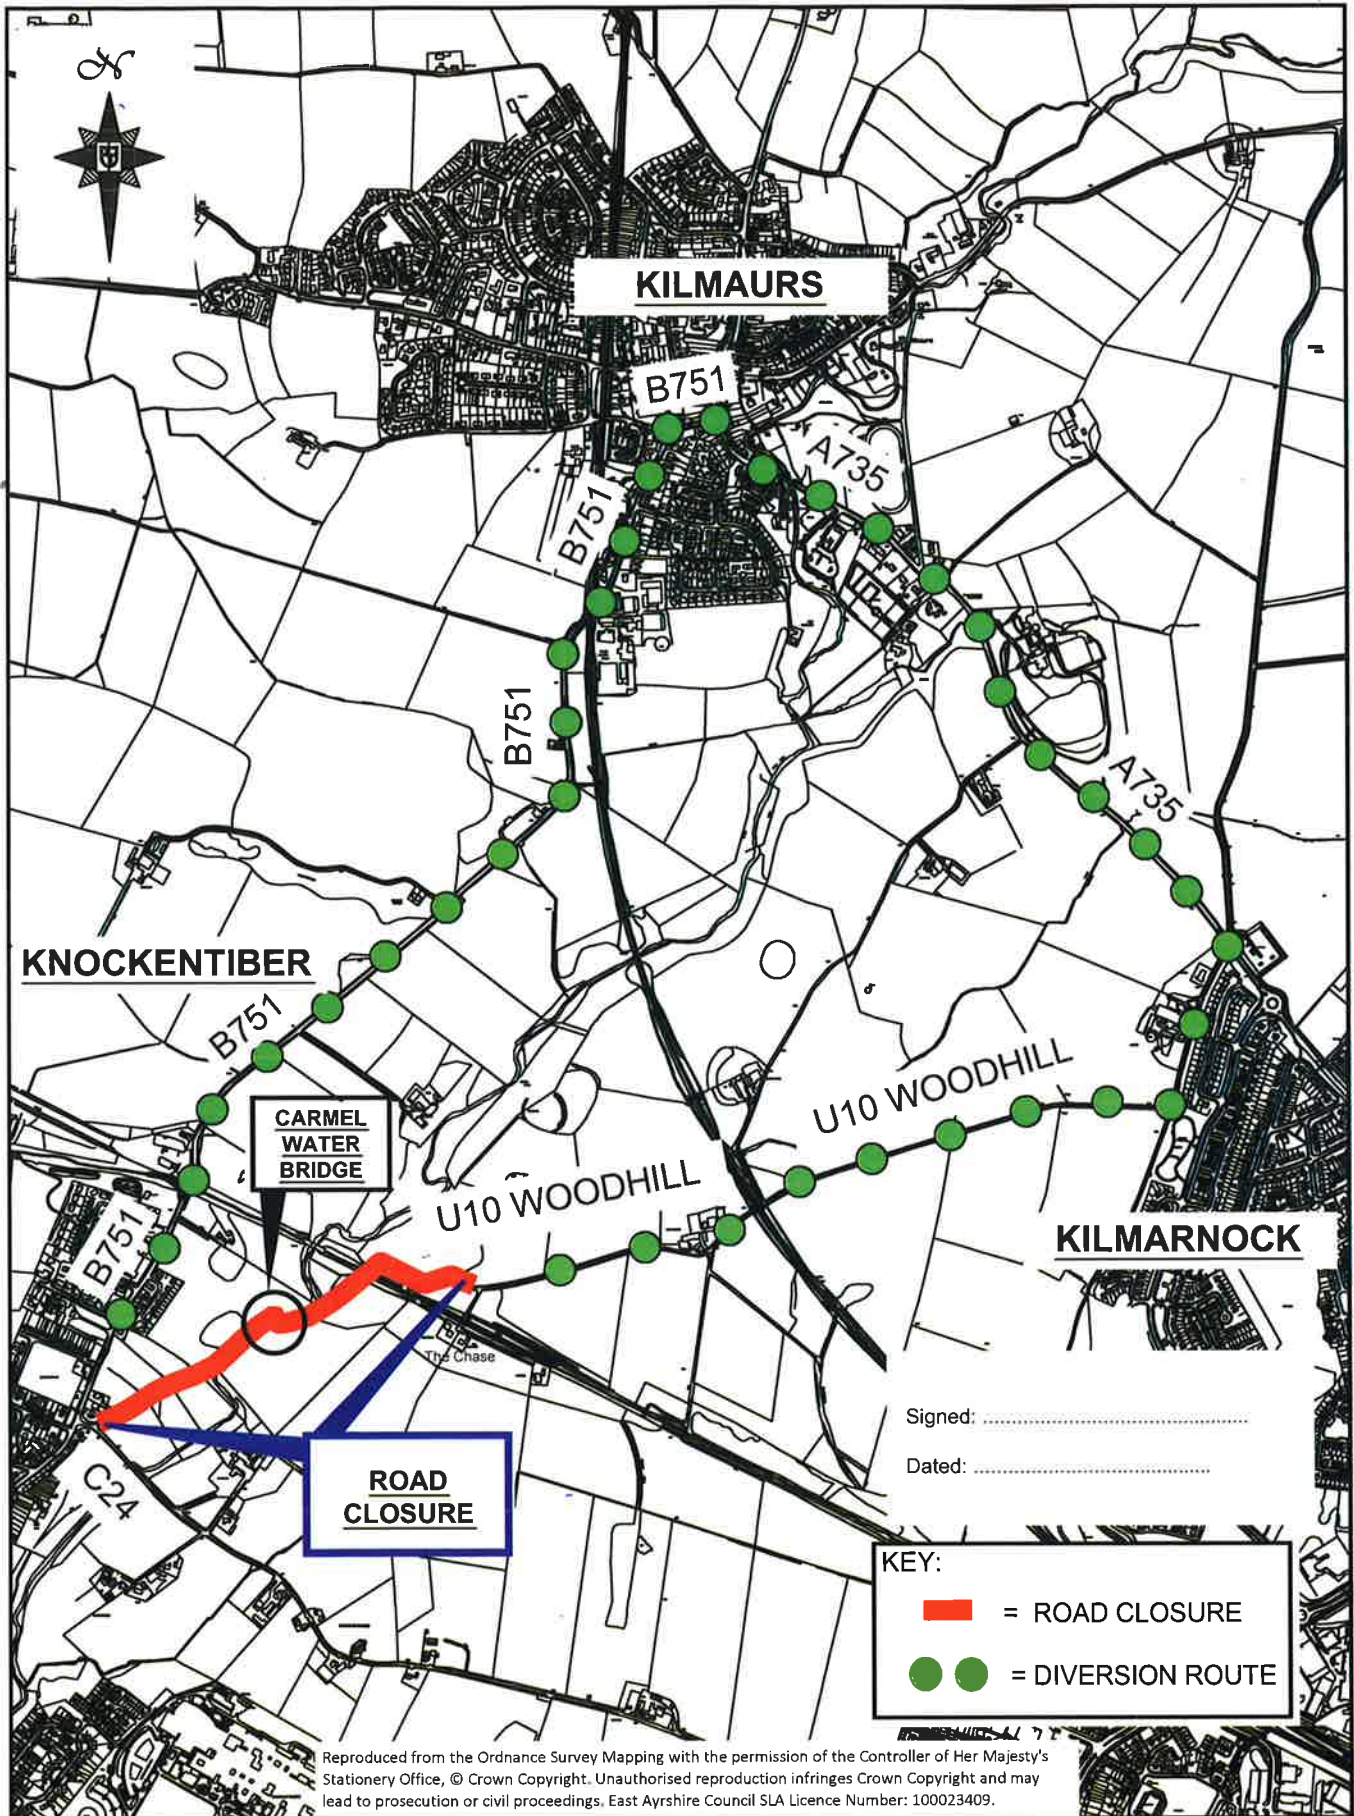 N
KILMAURS
B751
A735
B751
B751
A735
KNOCKENTIBER
B751
U10 WOODHILL
CARMEL
WATER
BRIDGE
U10 WOODHILL
B751
KILMARNOCK
The Chase
Signed: ..........................................
Dated: .....................................
ROAD
CLOSURE
C24
KEY:
= ROAD CLOSURE
= DIVERSION ROUTE
Reproduced from the Ordnance Survey Mapping with the permission of the Controller of Her Majesty's
Stationery Office, © Crown Copyright. Unauthorised reproduction infringes Crown Copyright and may
lead to prosecution or civil proceedings. East Ayrshire Council SLA Licence Number: 100023409.